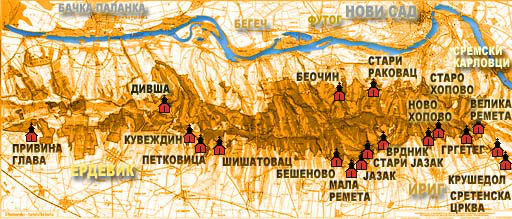 БАЧКА ПАЛАНКА
БЕГЕЧ
ФУТОГ
НОВИ САД
СРЕМСКИ
КАРЛОВЦИ
БЕОЧИН
СТАРИ
РАКОВАЦ
СТАРО
ХОПОВО
ДИВША
НОВО
ХОПОВО
ВЕЛИКА
РЕМЕТА
ПРИВИНА
ГЛАВА
КУВЕЖДИН
ПЕТКОВИЦА
ШИШАТОВАЦ
ЕРДЕВИК
БЕШЕНОВО
МАЛА
РЕМЕТА
ЈАЗАК
СТАРИ ЈАЗАК
ВРДНИК
ГРГЕТЕГ
ИРИГ
КРУШЕДОЛ
СРЕТЕНСКА
ЦРКВА